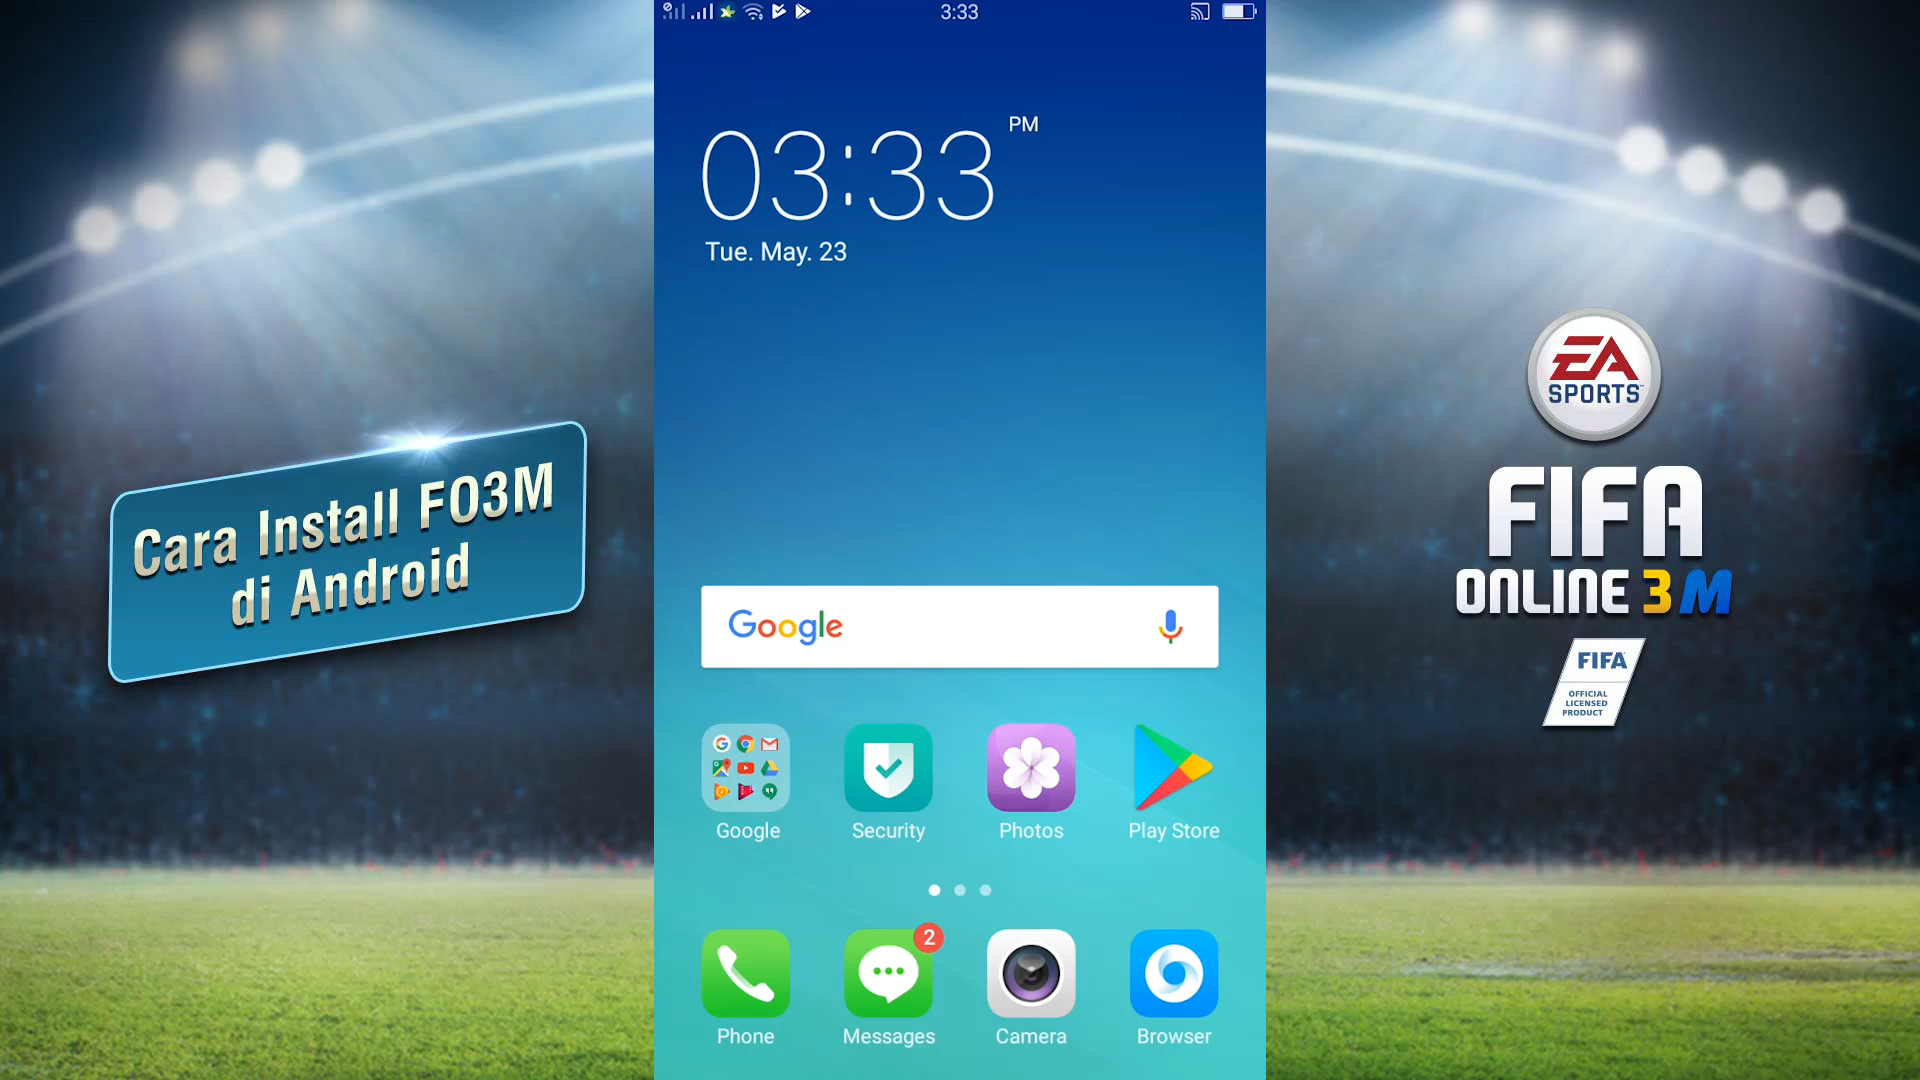 3:33
03:33 PM
Tue. May. 23
Cara Install FO3M
di Android
EA
SPORTS
FIFA
ONLINE 3 M
FIFA
OFFICIAL
LICENSED
PRODUCT
Google
Google
Security
Photos
Play Store
2
Phone
Messages
Camera
Browser